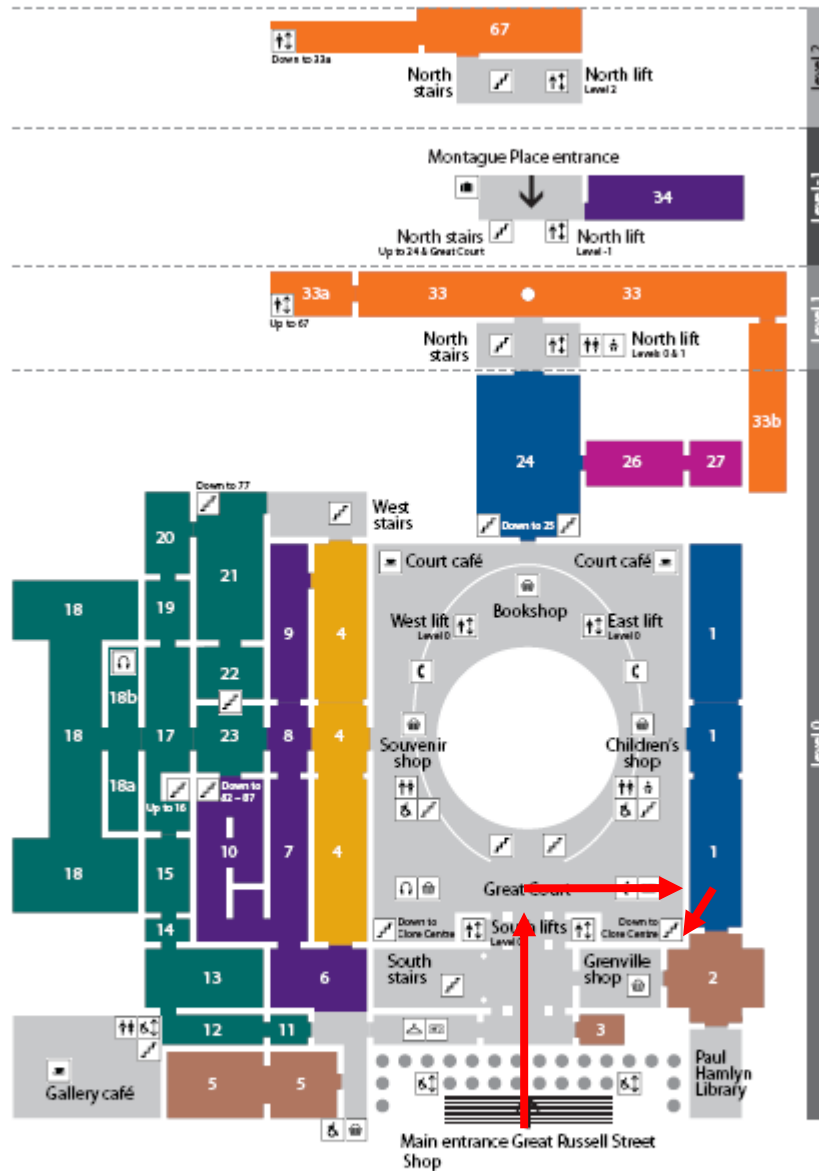 67
Down to 33a
North
stairs
North lift
Level 2
Level 2
Montague Place entrance
34
North stairs
Up to 24 & Great Court
North lift
Level -1
Level -1
33a
33
33
Up to 67
North
stairs
North lift
Levels 0 & 1
Level 1
33b
24
26
27
Down to 25
Down to 77
West
stairs
20
21
Court café
Court café
Bookshop
18
19
9
4
West lift
Level 0
East lift
Level 0
1
22
18b
18
17
23
8
4
Souvenir
shop
Children's
shop
1
18a
Up to 16
Down to
82 – 87
10
7
4
1
18
15
Great Court
14
Down to
Clore Centre
South lifts
Down to
Clore Centre
Level 0
13
6
South
stairs
Grenville
shop
2
12
11
3
Gallery café
5
5
Paul
Hamlyn
Library
Main entrance Great Russell Street
Shop